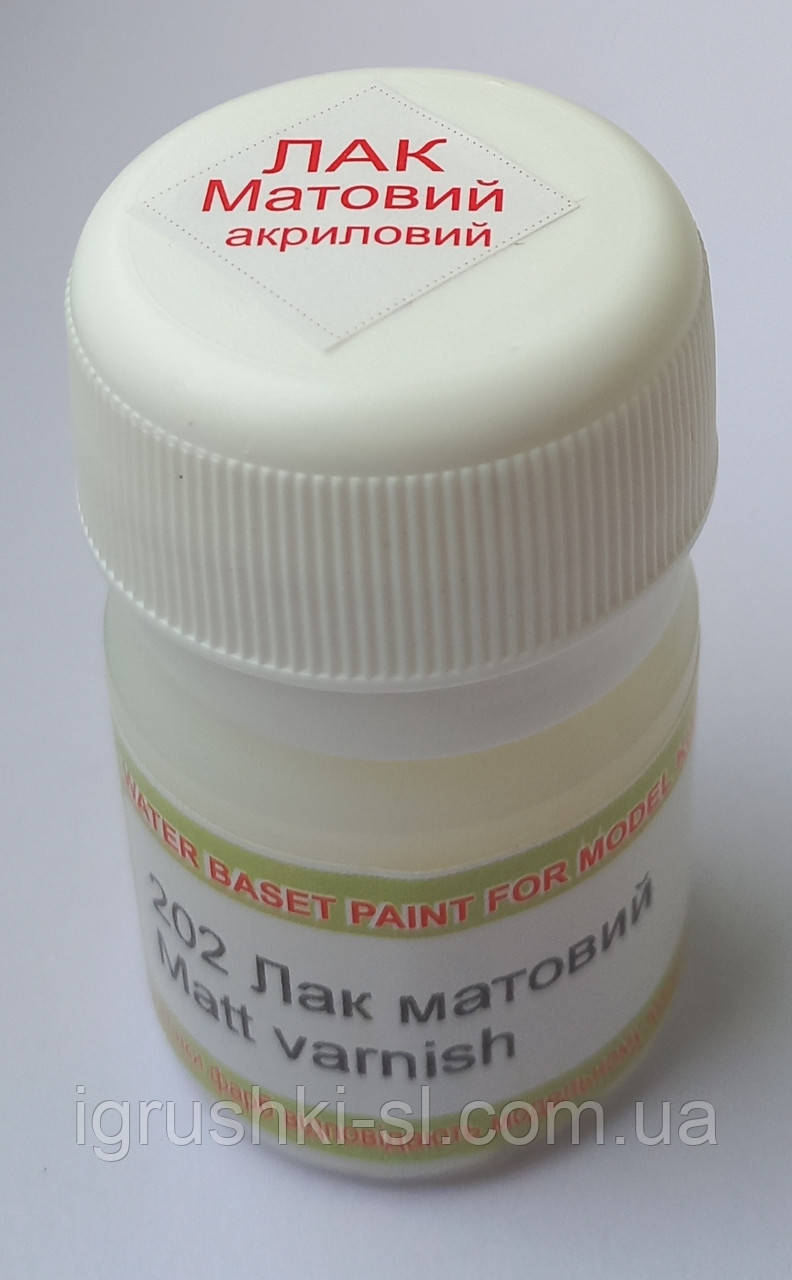 ЛАК
Матовий
акриловий
WATER BASET PAINT FOR MODEL
202 Лак матовий
Matt varnish
igrushki-sl.com.ua